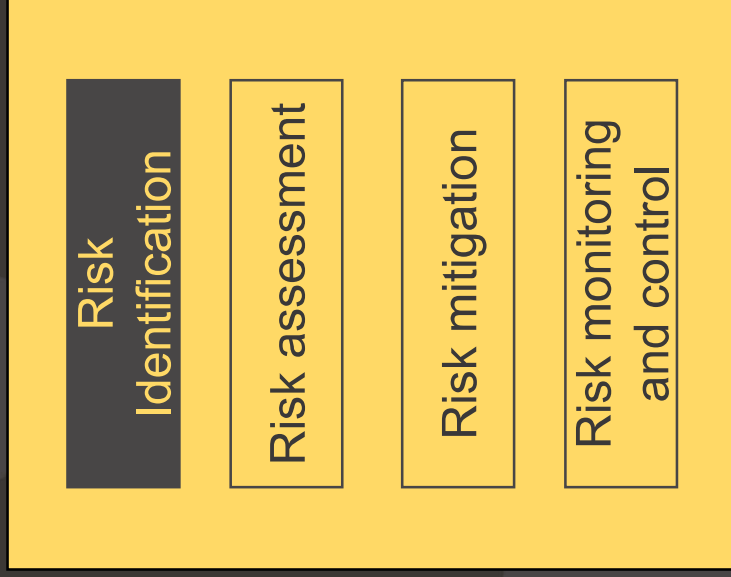 Risk
Identification
Risk assessment
Risk mitigation
Risk monitoring
and control